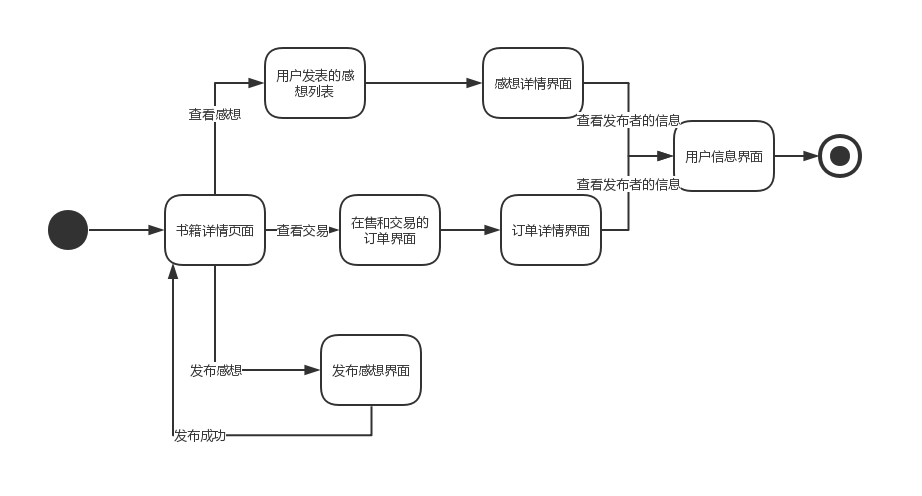 用户发表的感
想列表
感想详情界面
查看感想
查看发布者的信息
用户信息界面
查看发布者的信息
书籍详情页面
查看交易
在售和交易的
订单界面
订单详情界面
发布感想
发布感想界面
发布成功